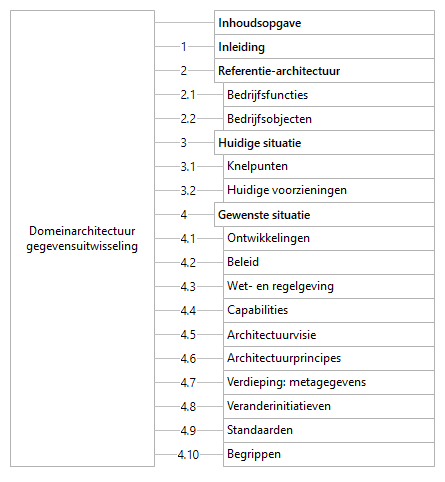 Domeinarchitectuur
gegevensuitwisseling
Inhoudsopgave
1 Inleiding
2 Referentie-architectuur
2.1 Bedrijfsfuncties
2.2 Bedrijfsobjecten
3 Huidige situatie
3.1 Knelpunten
3.2 Huidige voorzieningen
4 Gewenste situatie
4.1 Ontwikkelingen
4.2 Beleid
4.3 Wet- en regelgeving
4.4 Capabilities
4.5 Architectuurvisie
4.6 Architectuurprincipes
4.7 Verdieping: metagegevens
4.8 Veranderinitiatieven
4.9 Standaarden
4.10 Begrippen